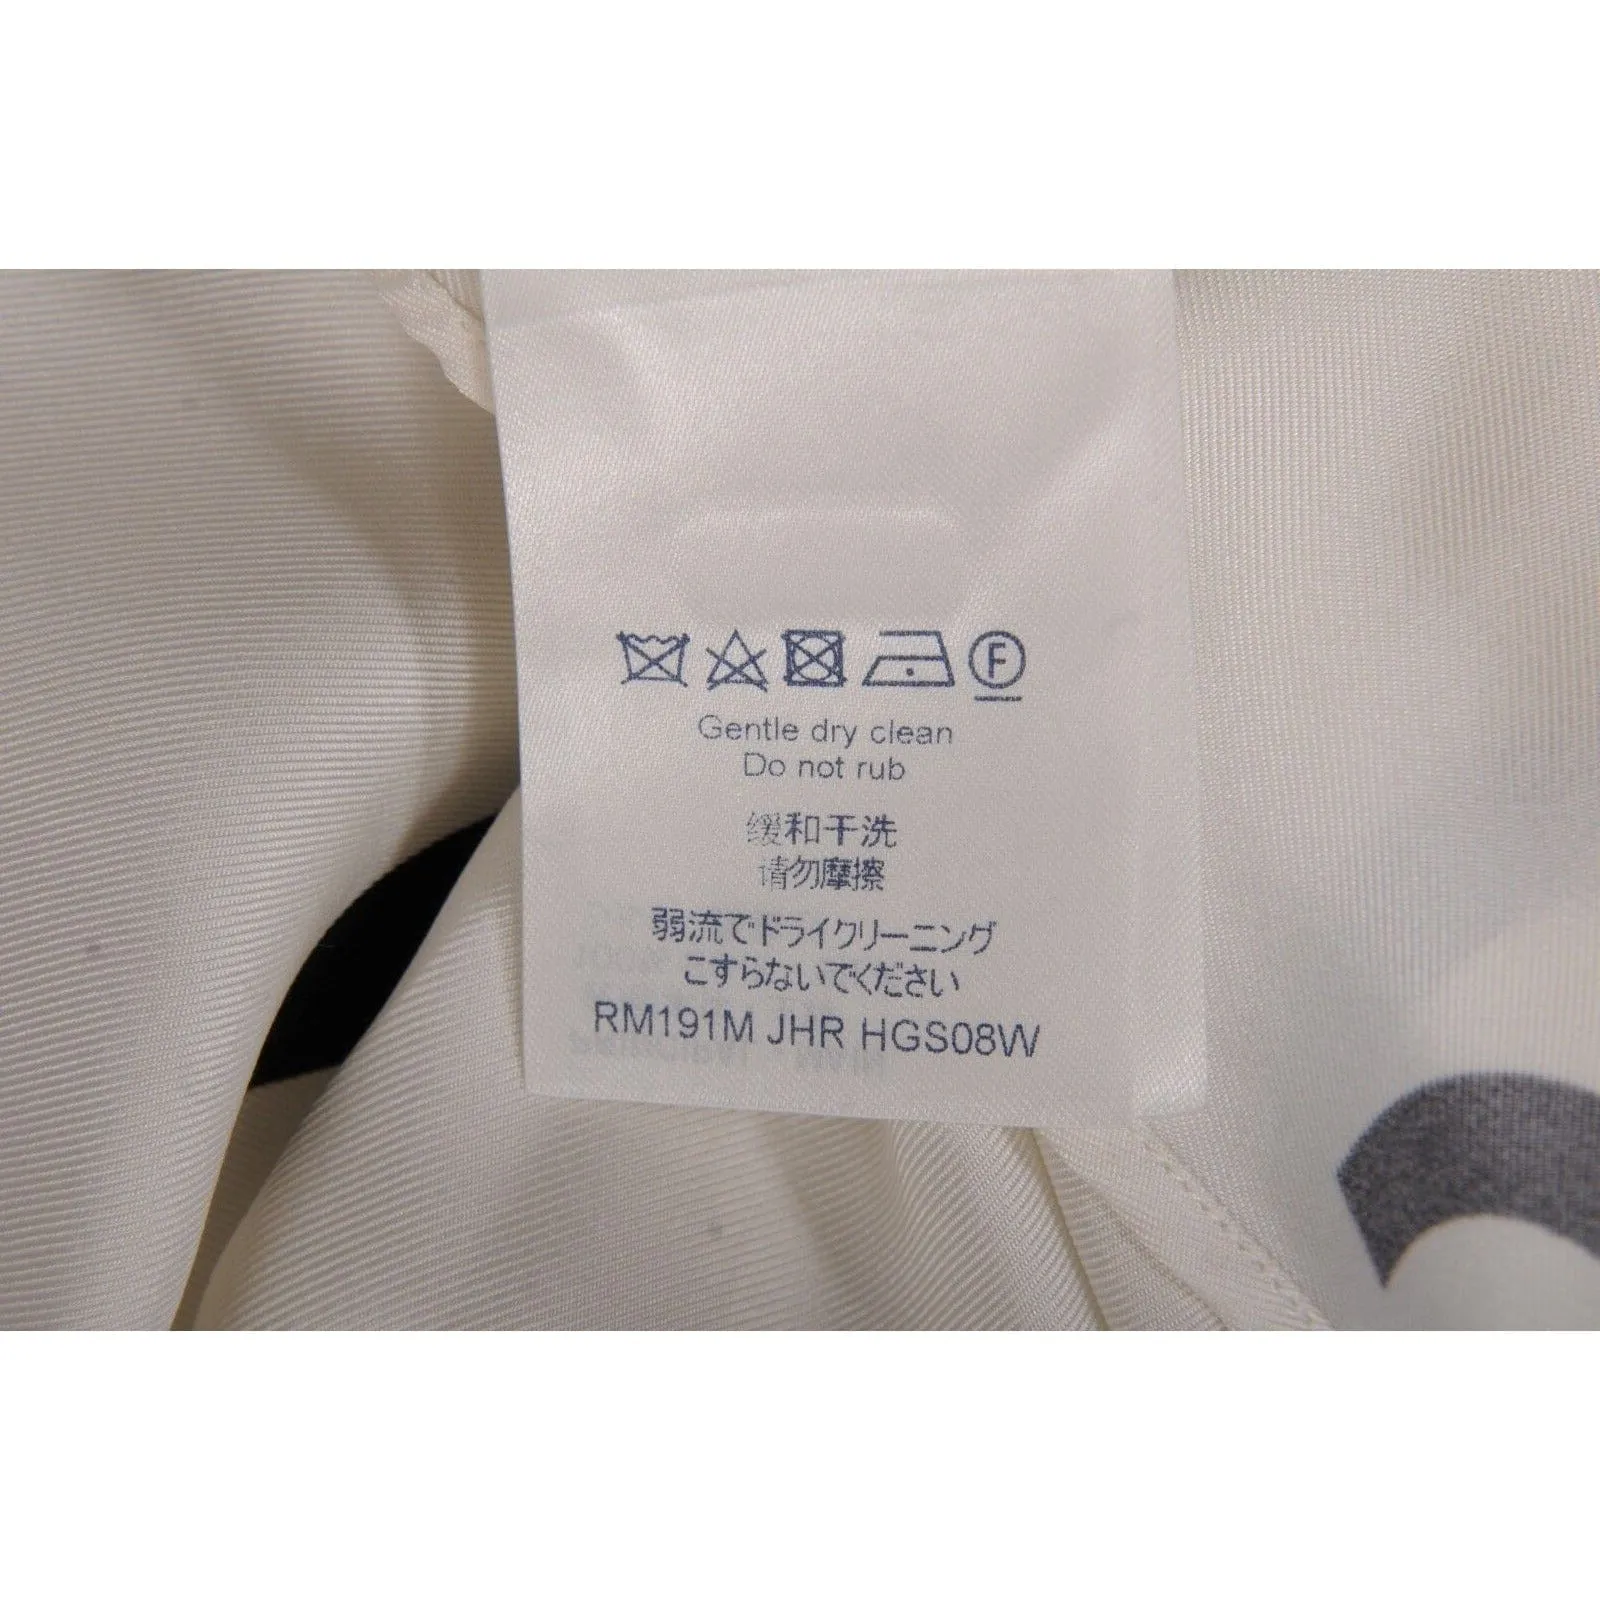 F
Gentle dry clean
Do not rub
缓和干洗
请勿摩擦
弱流でドライクリーニング
こすらないでください
RM191M JHR HGS08W